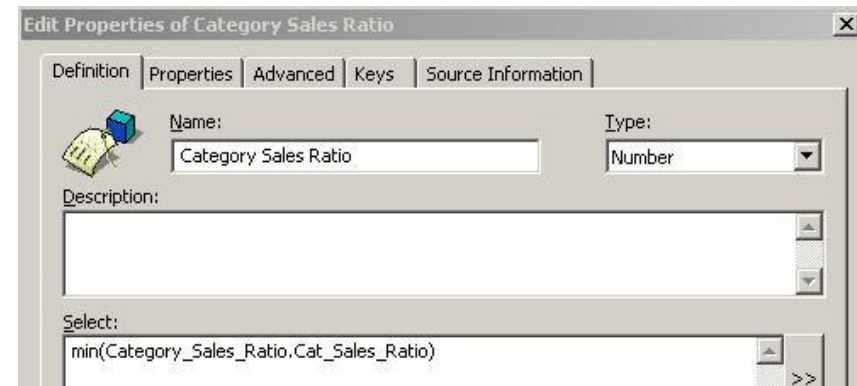 Edit Properties of Category Sales Ratio
Definition Properties Advanced Keys Source Information
Name: Type:
Category Sales Ratio Number
Description:
Select:
min(Category_Sales_Ratio.Cat_Sales_Ratio)
>>